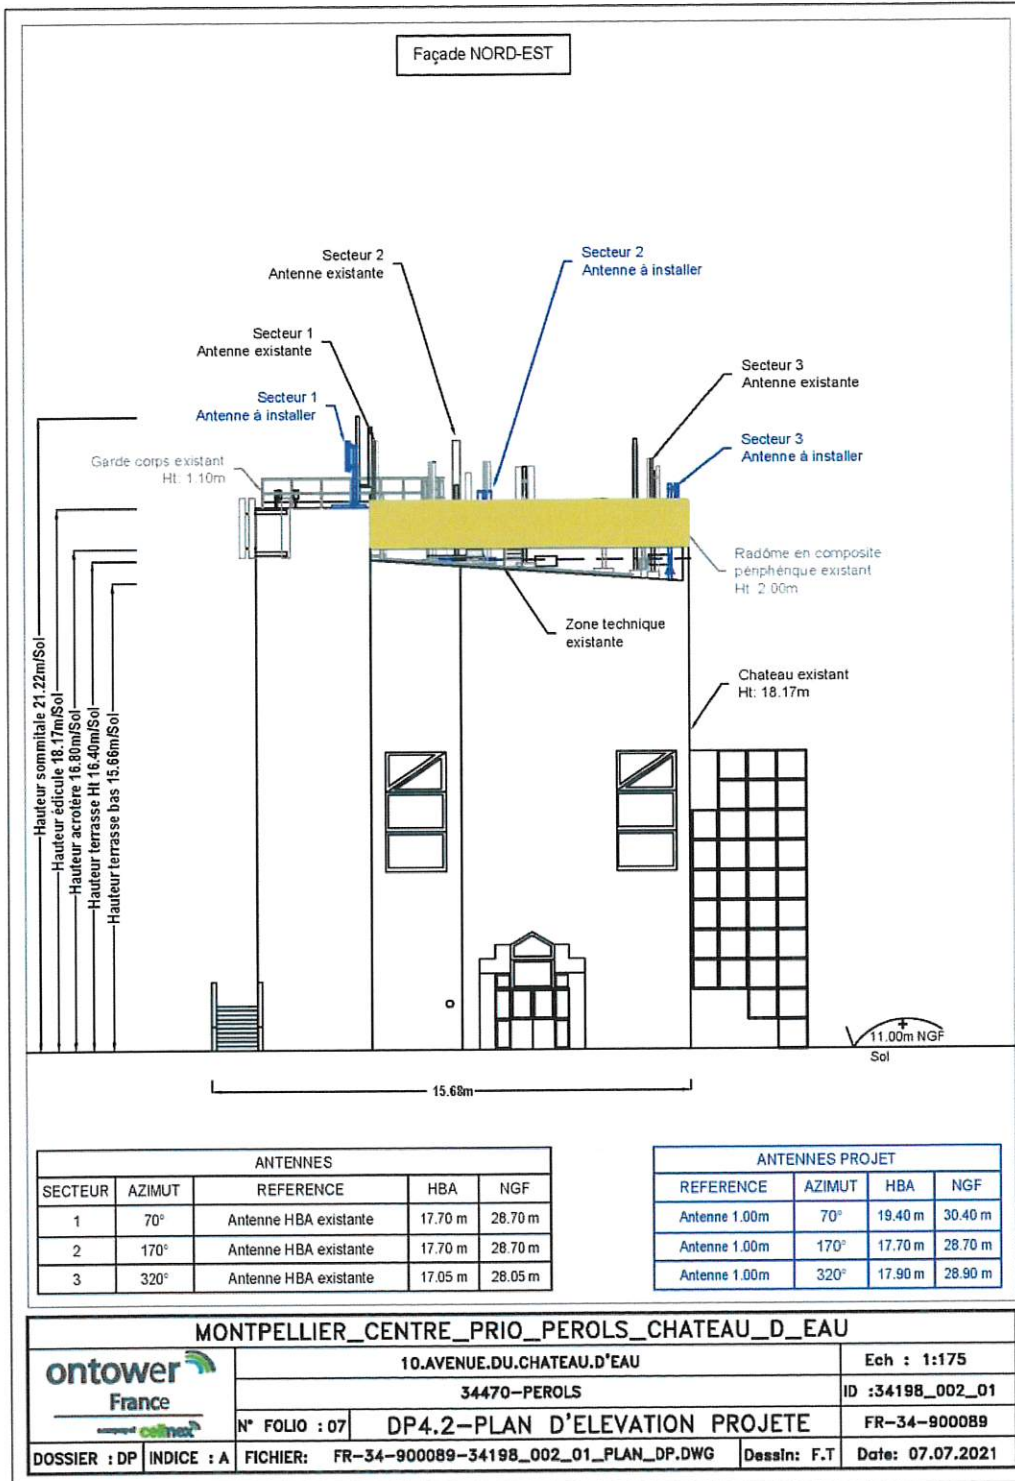 Façade NORD-EST
Secteur 2
Antenne existante
Secteur 2
Antenne à installer
Secteur 1
Antenne existante
Secteur 3
Antenne existante
Secteur 1
Antenne à installer
Secteur 3
Antenne à installer
Garde corps existant
Ht: 1.10m
Radôme en composite
périphérique existant
Ht 2.00m
Zone technique
existante
Chateau existant
Ht: 18.17m
Hauteur sommitale 21.22m/Sol
Hauteur édicule 18.17m/Sol
Hauteur acrotère 16.80m/Sol
Hauteur terrasse Ht 16.40m/Sol
Hauteur terrasse bas 15.66m/Sol
11.00m NGF
Sol
15.68m
ANTENNES
SECTEUR AZIMUT REFERENCE HBA NGF
1 70° Antenne HBA existante 17.70 m 28.70 m
2 170° Antenne HBA existante 17.70 m 28.70 m
3 320° Antenne HBA existante 17.05 m 28.05 m
ANTENNES PROJET
REFERENCE AZIMUT HBA NGF
Antenne 1.00m 70° 19.40 m 30.40 m
Antenne 1.00m 170° 17.70 m 28.70 m
Antenne 1.00m 320° 17.90 m 28.90 m
MONTPELLIER_CENTRE_PRIO_PEROLS_CHATEAU_D_EAU
ontower
France
cellnex
10.AVENUE.DU.CHATEAU.D'EAU
Ech : 1:175
34470-PEROLS
ID :34198_002_01
N° FOLIO : 07
DP4.2-PLAN D'ELEVATION PROJETE
FR-34-900089
DOSSIER : DP
INDICE : A
FICHIER: FR-34-900089-34198_002_01_PLAN_DP.DWG
Dessin: F.T
Date: 07.07.2021